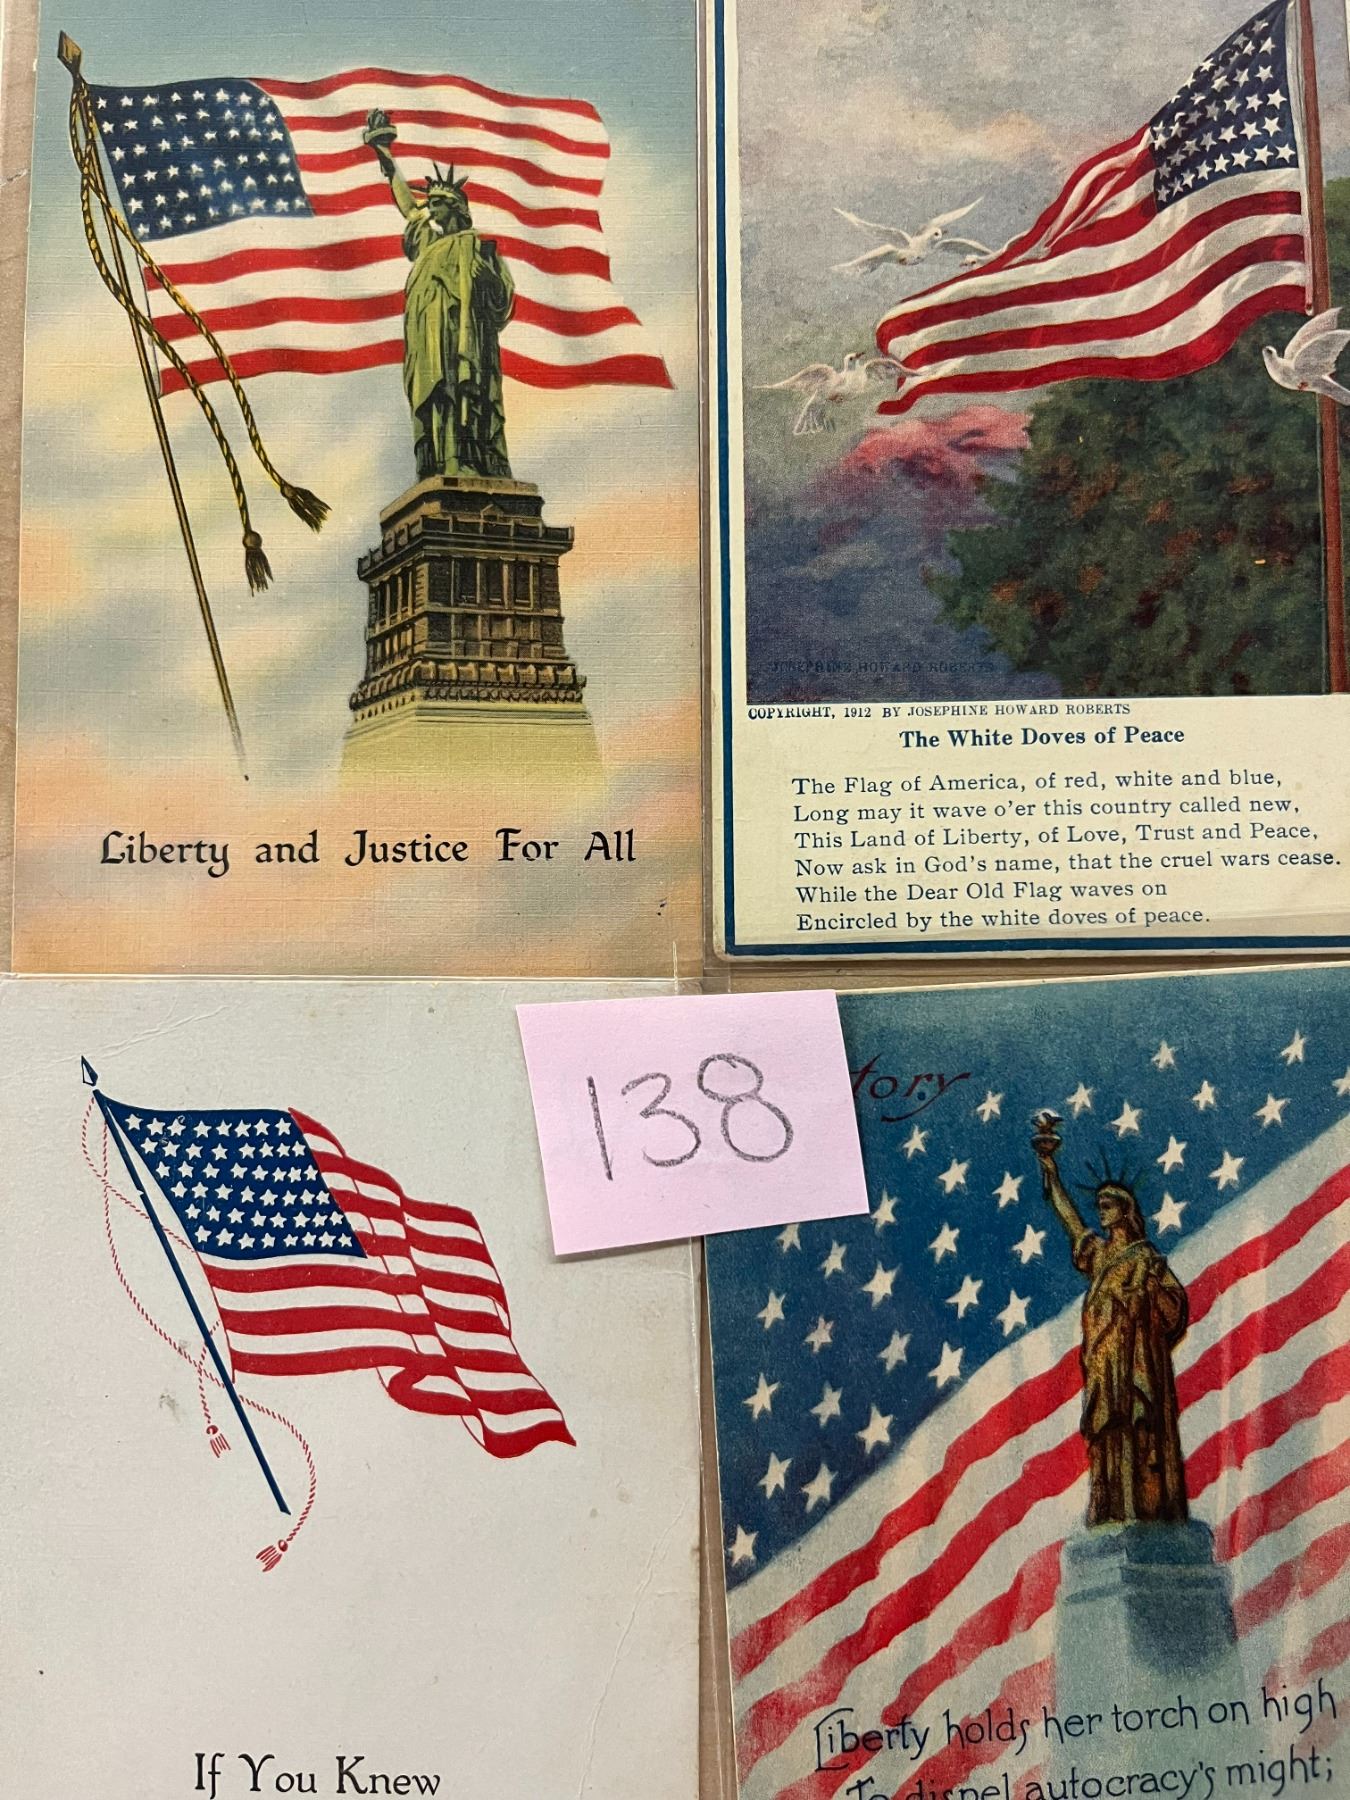 Liberty and Justice For All
JOSEPHINE HOWARD ROBERTS
COPYRIGHT, 1912 BY JOSEPHINE HOWARD ROBERTS
The White Doves of Peace
The Flag of America, of red, white and blue,
Long may it wave o'er this country called new,
This Land of Liberty, of Love, Trust and Peace,
Now ask in God's name, that the cruel wars cease.
While the Dear Old Flag waves on
Encircled by the white doves of peace.
138
tory
If You Knew
Liberty holds her torch on high
To dispel autocracy's might;